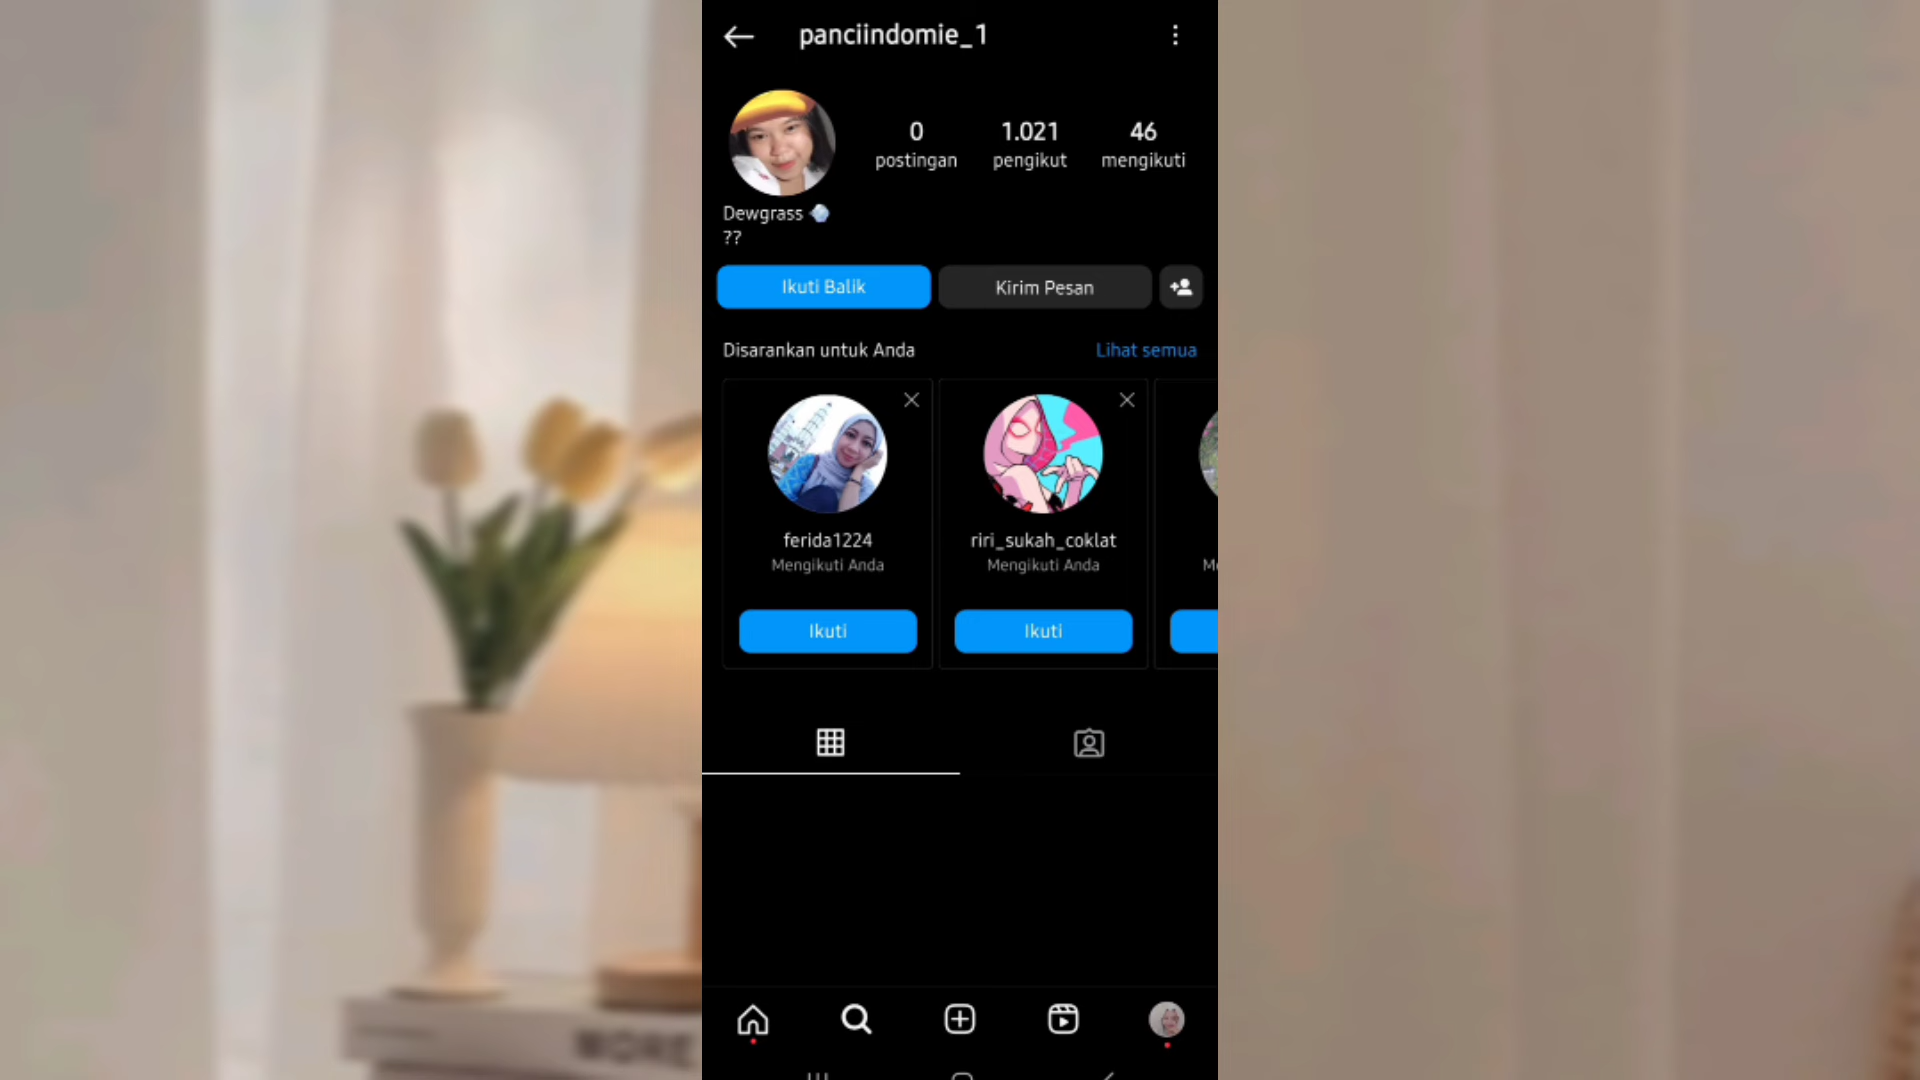 panciindomie_1
0 1.021 46
postingan pengikut mengikuti
Dewgrass
??
Ikuti Balik
Kirim Pesan
Disarankan untuk Anda
Lihat semua
ferida1224
Mengikuti Anda
Ikuti
riri_sukah_coklat
Mengikuti Anda
Ikuti
MORE